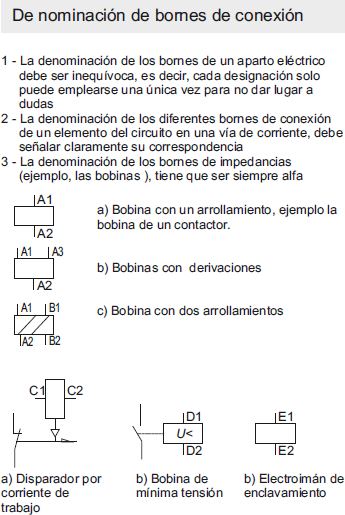 De nominación de bornes de conexión
1 - La denominación de los bornes de un aparto eléctrico
debe ser inequívoca, es decir, cada designación solo
puede emplearse una única vez para no dar lugar a
dudas
2 - La denominación de los diferentes bornes de conexión
de un elemento del circuito en una vía de corriente, debe
señalar claramente su correspondencia
3 - La denominación de los bornes de impedancias
(ejemplo, las bobinas ), tiene que ser siempre alfa
A1
A2
a) Bobina con un arrollamiento, ejemplo la
bobina de un contactor.
A1 A3
A2
b) Bobinas con derivaciones
A1 B1
A2 B2
c) Bobina con dos arrollamientos
C1 C2
D1
U<
D2
E1
E2
a) Disparador por
corriente de
trabajo
b) Bobina de
mínima tensión
b) Electroimán de
enclavamiento